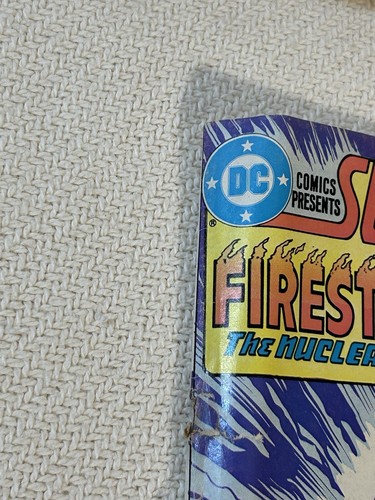 DC
COMICS
PRESENTS
®
FIREST
THE NUCLEA